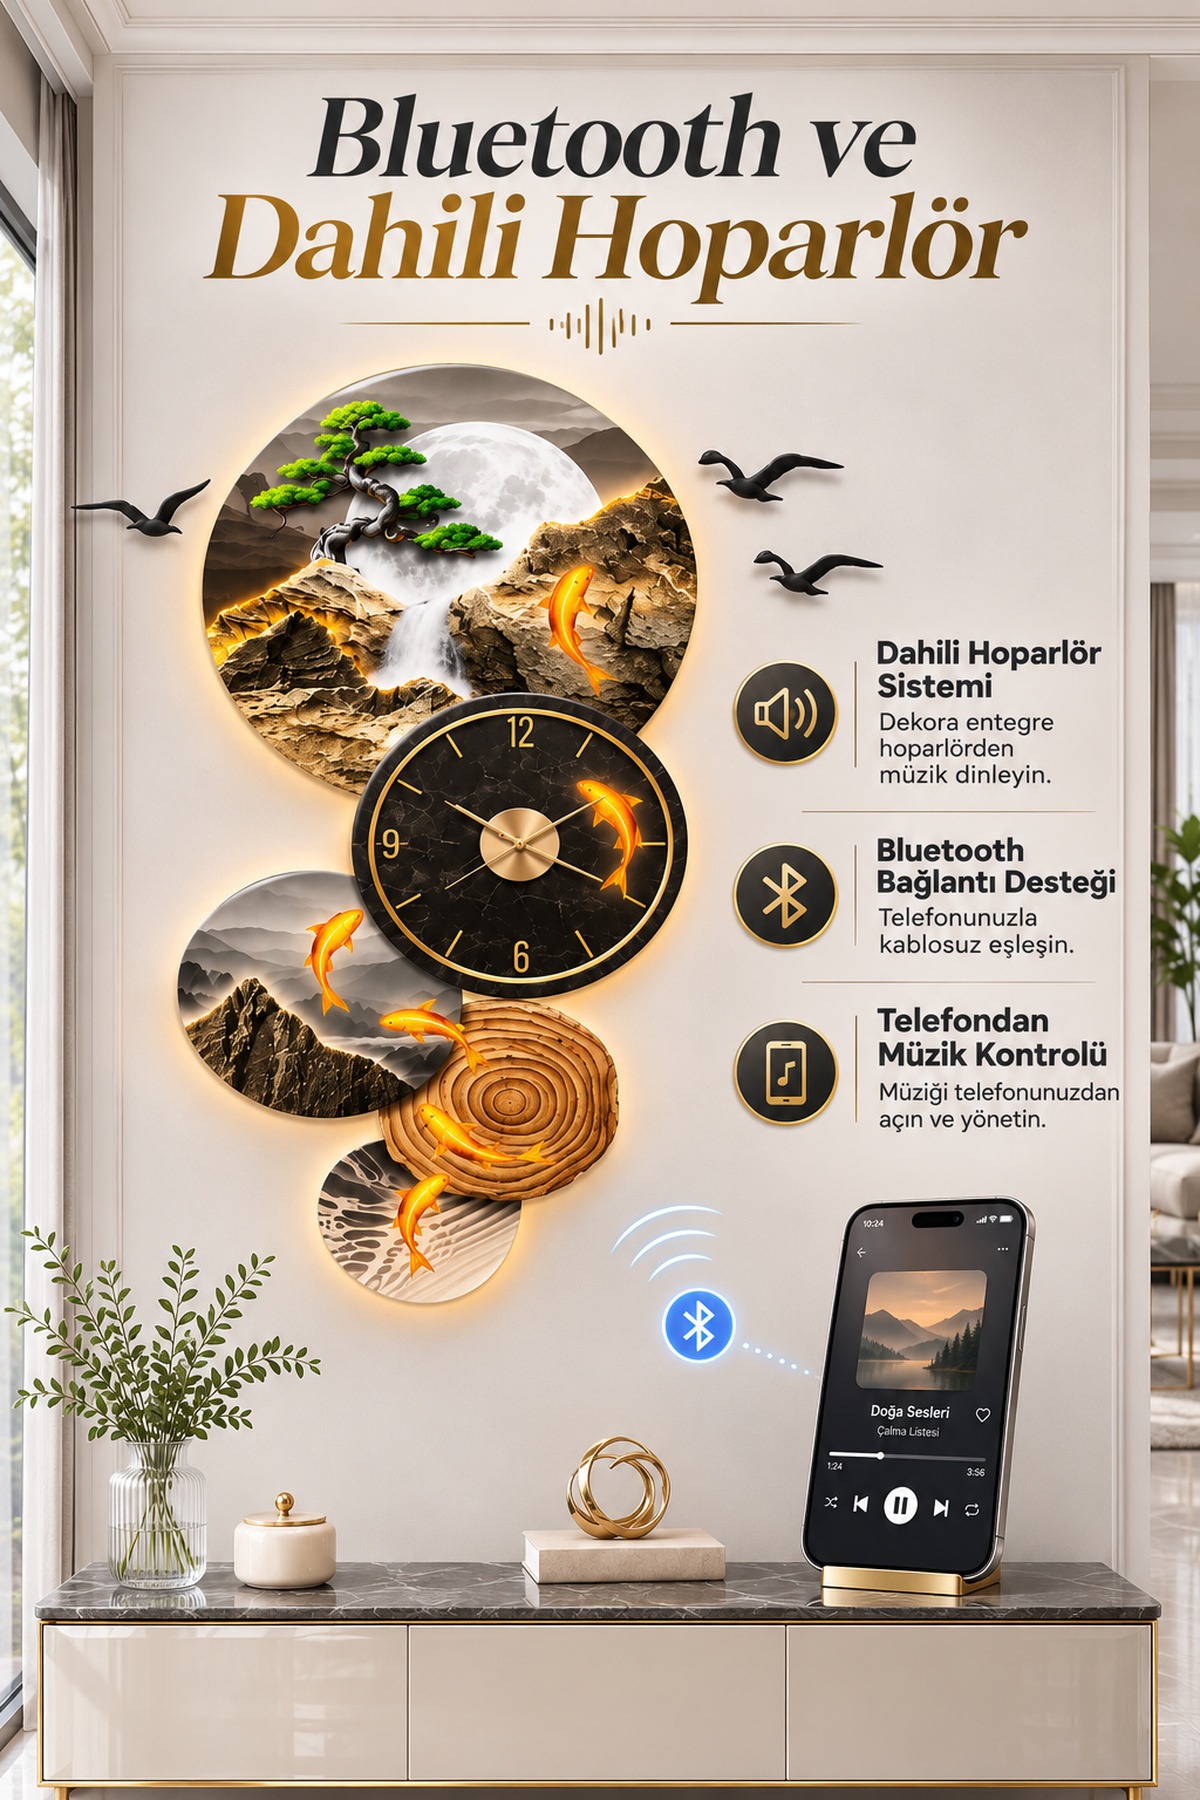 Bluetooth ve
Dahili Hoparlör
12
9
6
Dahili Hoparlör
Sistemi
Dekora entegre
hoparlörden
müzik dinleyin.
Bluetooth
Bağlantı Desteği
Telefonunuzla
kablosuz eşleşin.
Telefondan
Müzik Kontrolü
Müziği telefonunuzdan
açın ve yönetin.
10:24
Doğa Sesleri
Çalma Listesi
1:24
3:56